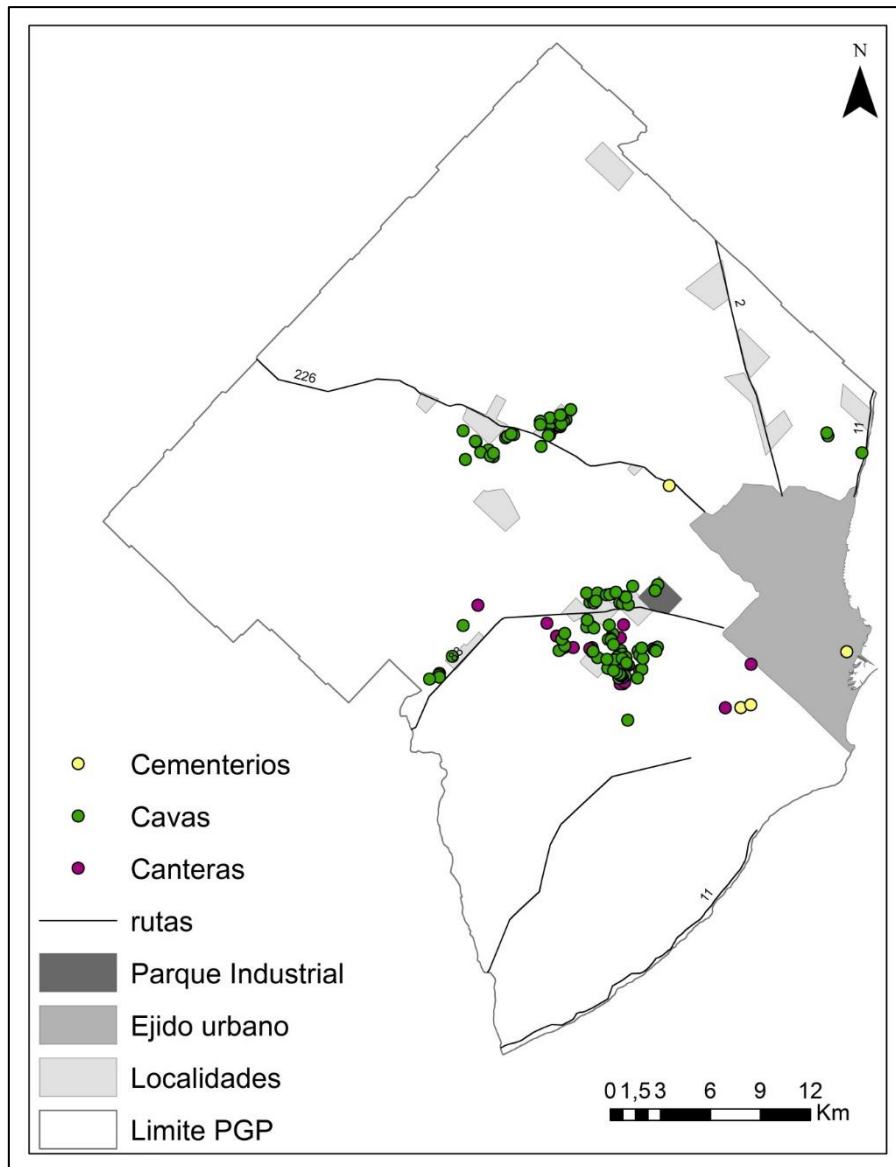 N
2
226
11
88
11
Cementerios
Cavas
Canteras
rutas
Parque Industrial
Ejido urbano
Localidades
Limite PGP
0 1,5 3 6 9 12
Km